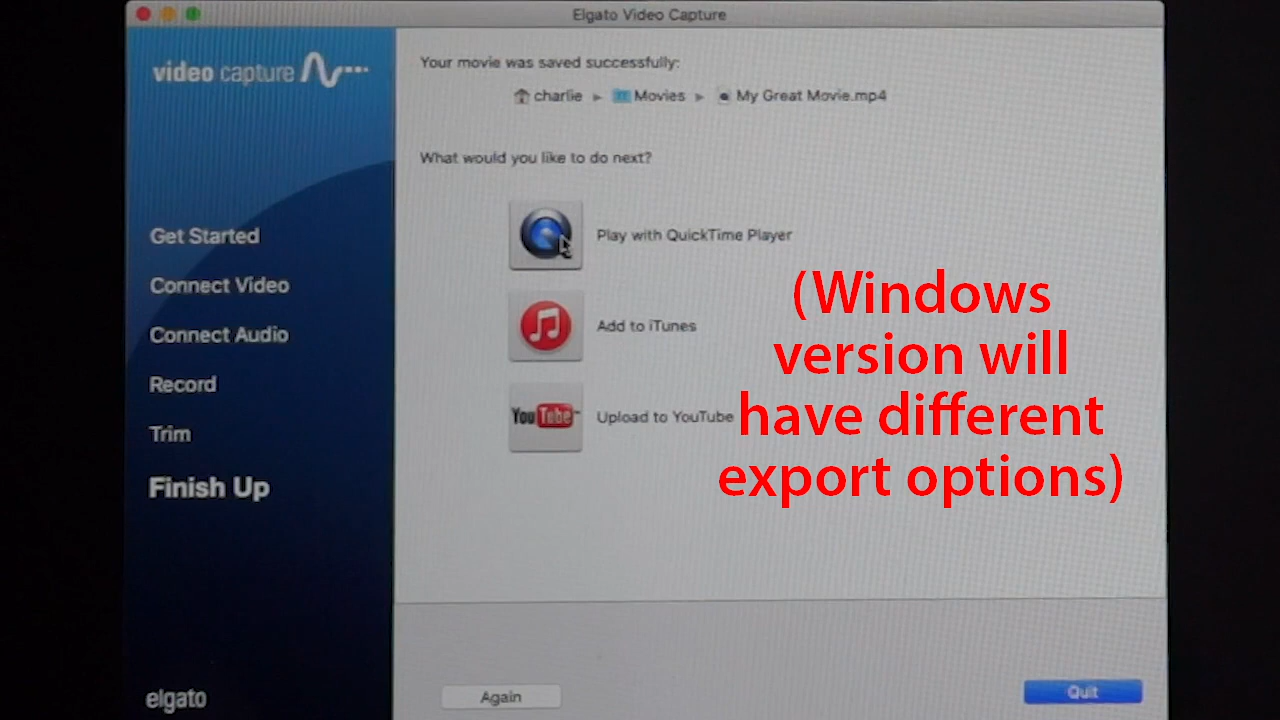 Elgato Video Capture
video capture
Your movie was saved successfully:
charlie ▸ Movies ▸ My Great Movie.mp4
What would you like to do next?
Get Started
Connect Video
Connect Audio
Record
Trim
Finish Up
Play with QuickTime Player
Add to iTunes
YouTube
Upload to YouTube
(Windows
version will
have different
export options)
elgato
Again
Quit